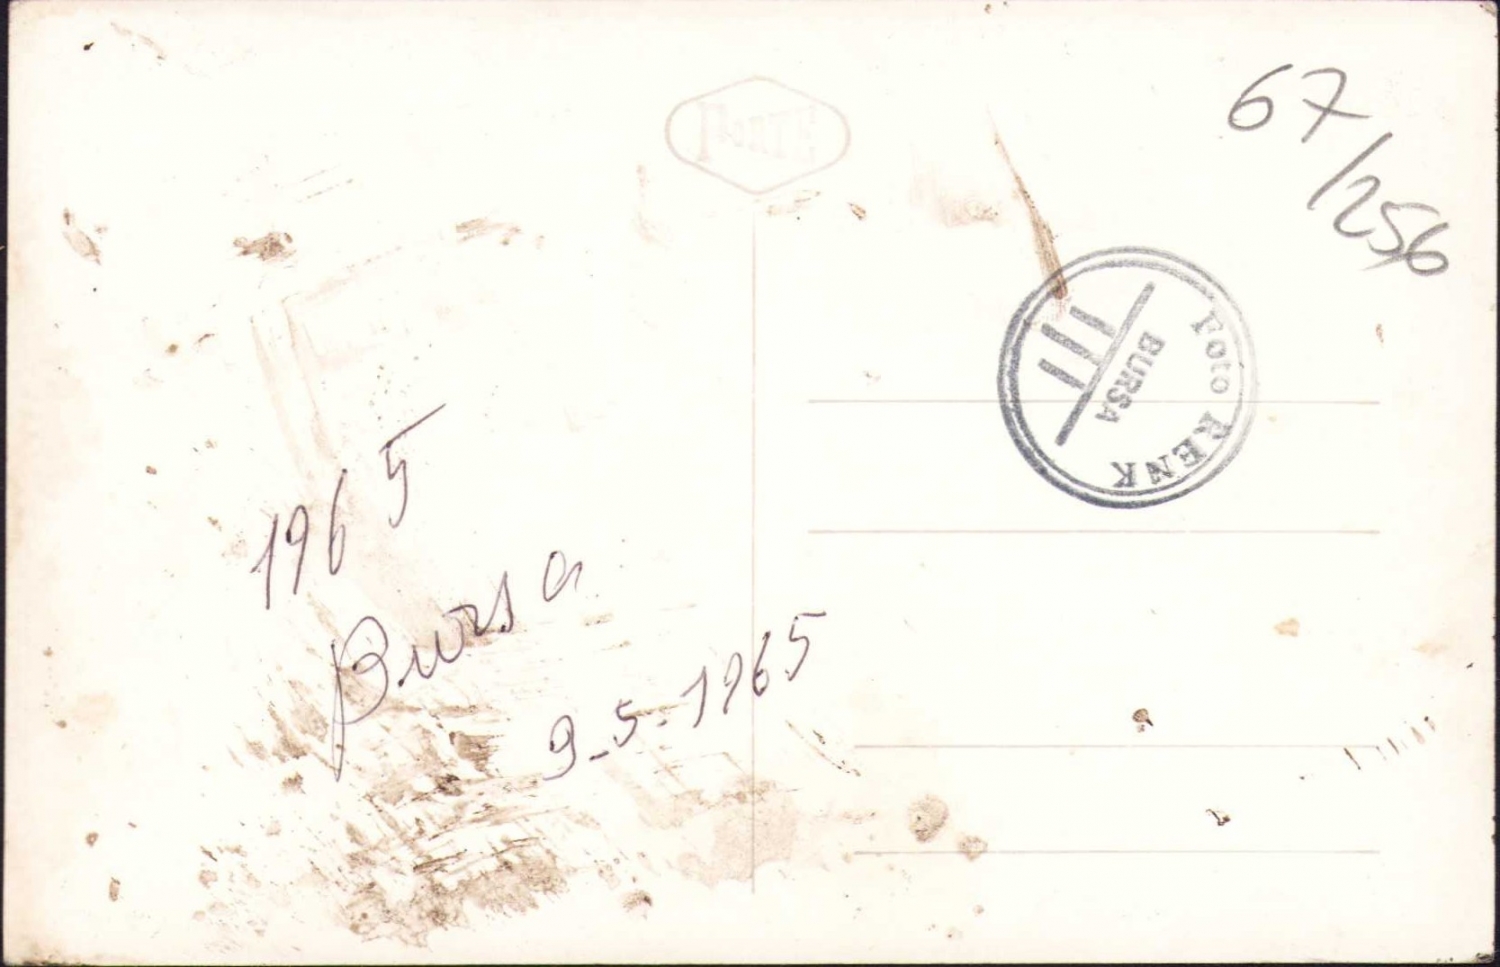 FORTE
67/256
Foto RENK
BURSA
1965
Bursa
9-5-1965